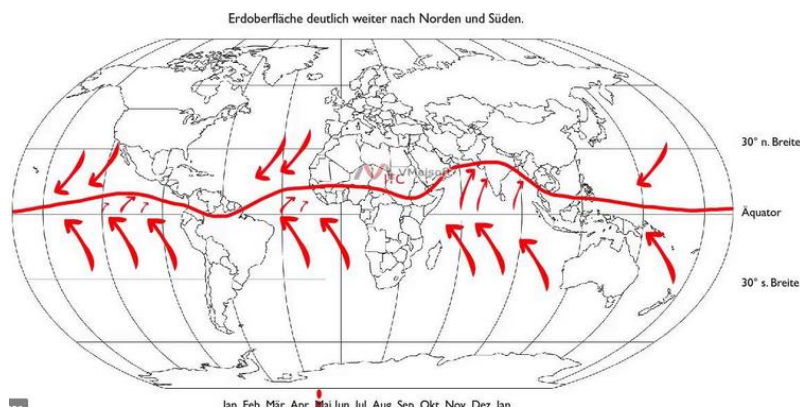 Erdoberfläche deutlich weiter nach Norden und Süden.
30° n. Breite
ITC
Äquator
30° s. Breite
Jan Feb Mär Apr Mai Jun Jul Aug Sep Okt Nov Dez Jan